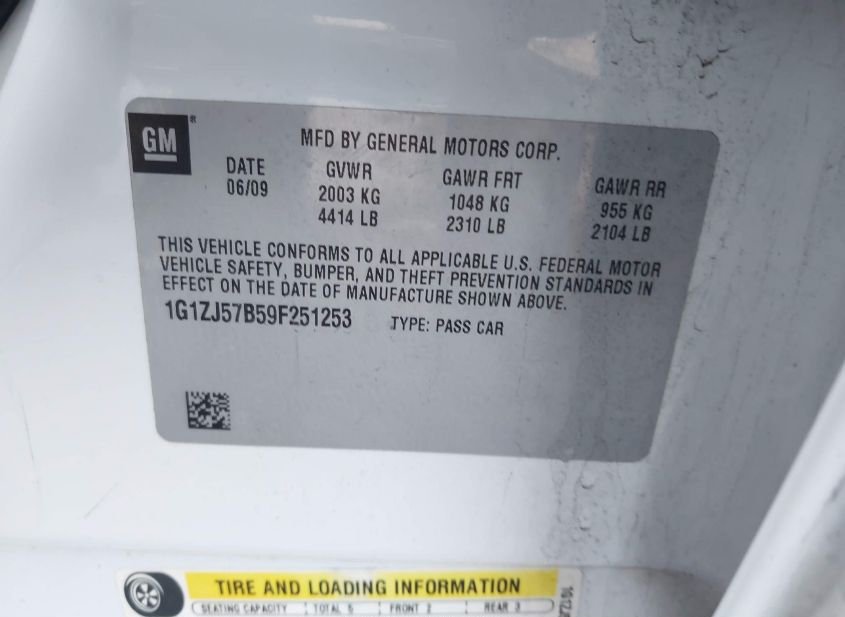 GM
MFD BY GENERAL MOTORS CORP.
DATE GVWR GAWR FRT GAWR RR
06/09 2003 KG 1048 KG 955 KG
4414 LB 2310 LB 2104 LB
THIS VEHICLE CONFORMS TO ALL APPLICABLE U.S. FEDERAL MOTOR
VEHICLE SAFETY, BUMPER, AND THEFT PREVENTION STANDARDS IN
EFFECT ON THE DATE OF MANUFACTURE SHOWN ABOVE.
1G1ZJ57B59F251253 TYPE: PASS CAR
TIRE AND LOADING INFORMATION
SEATING CAPACITY TOTAL 5 FRONT 2 REAR 3